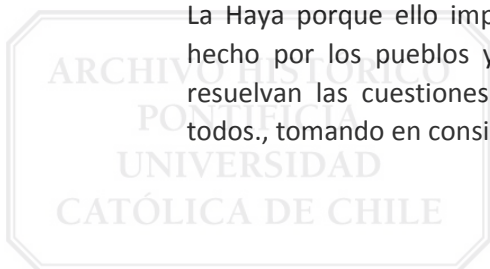 La Haya porque ello imp
hecho por los pueblos y
resuelvan las cuestiones
todos., tomando en consi
ARCHIVO HISTÓRICO
PONTIFICIA
UNIVERSIDAD
CATÓLICA DE CHILE